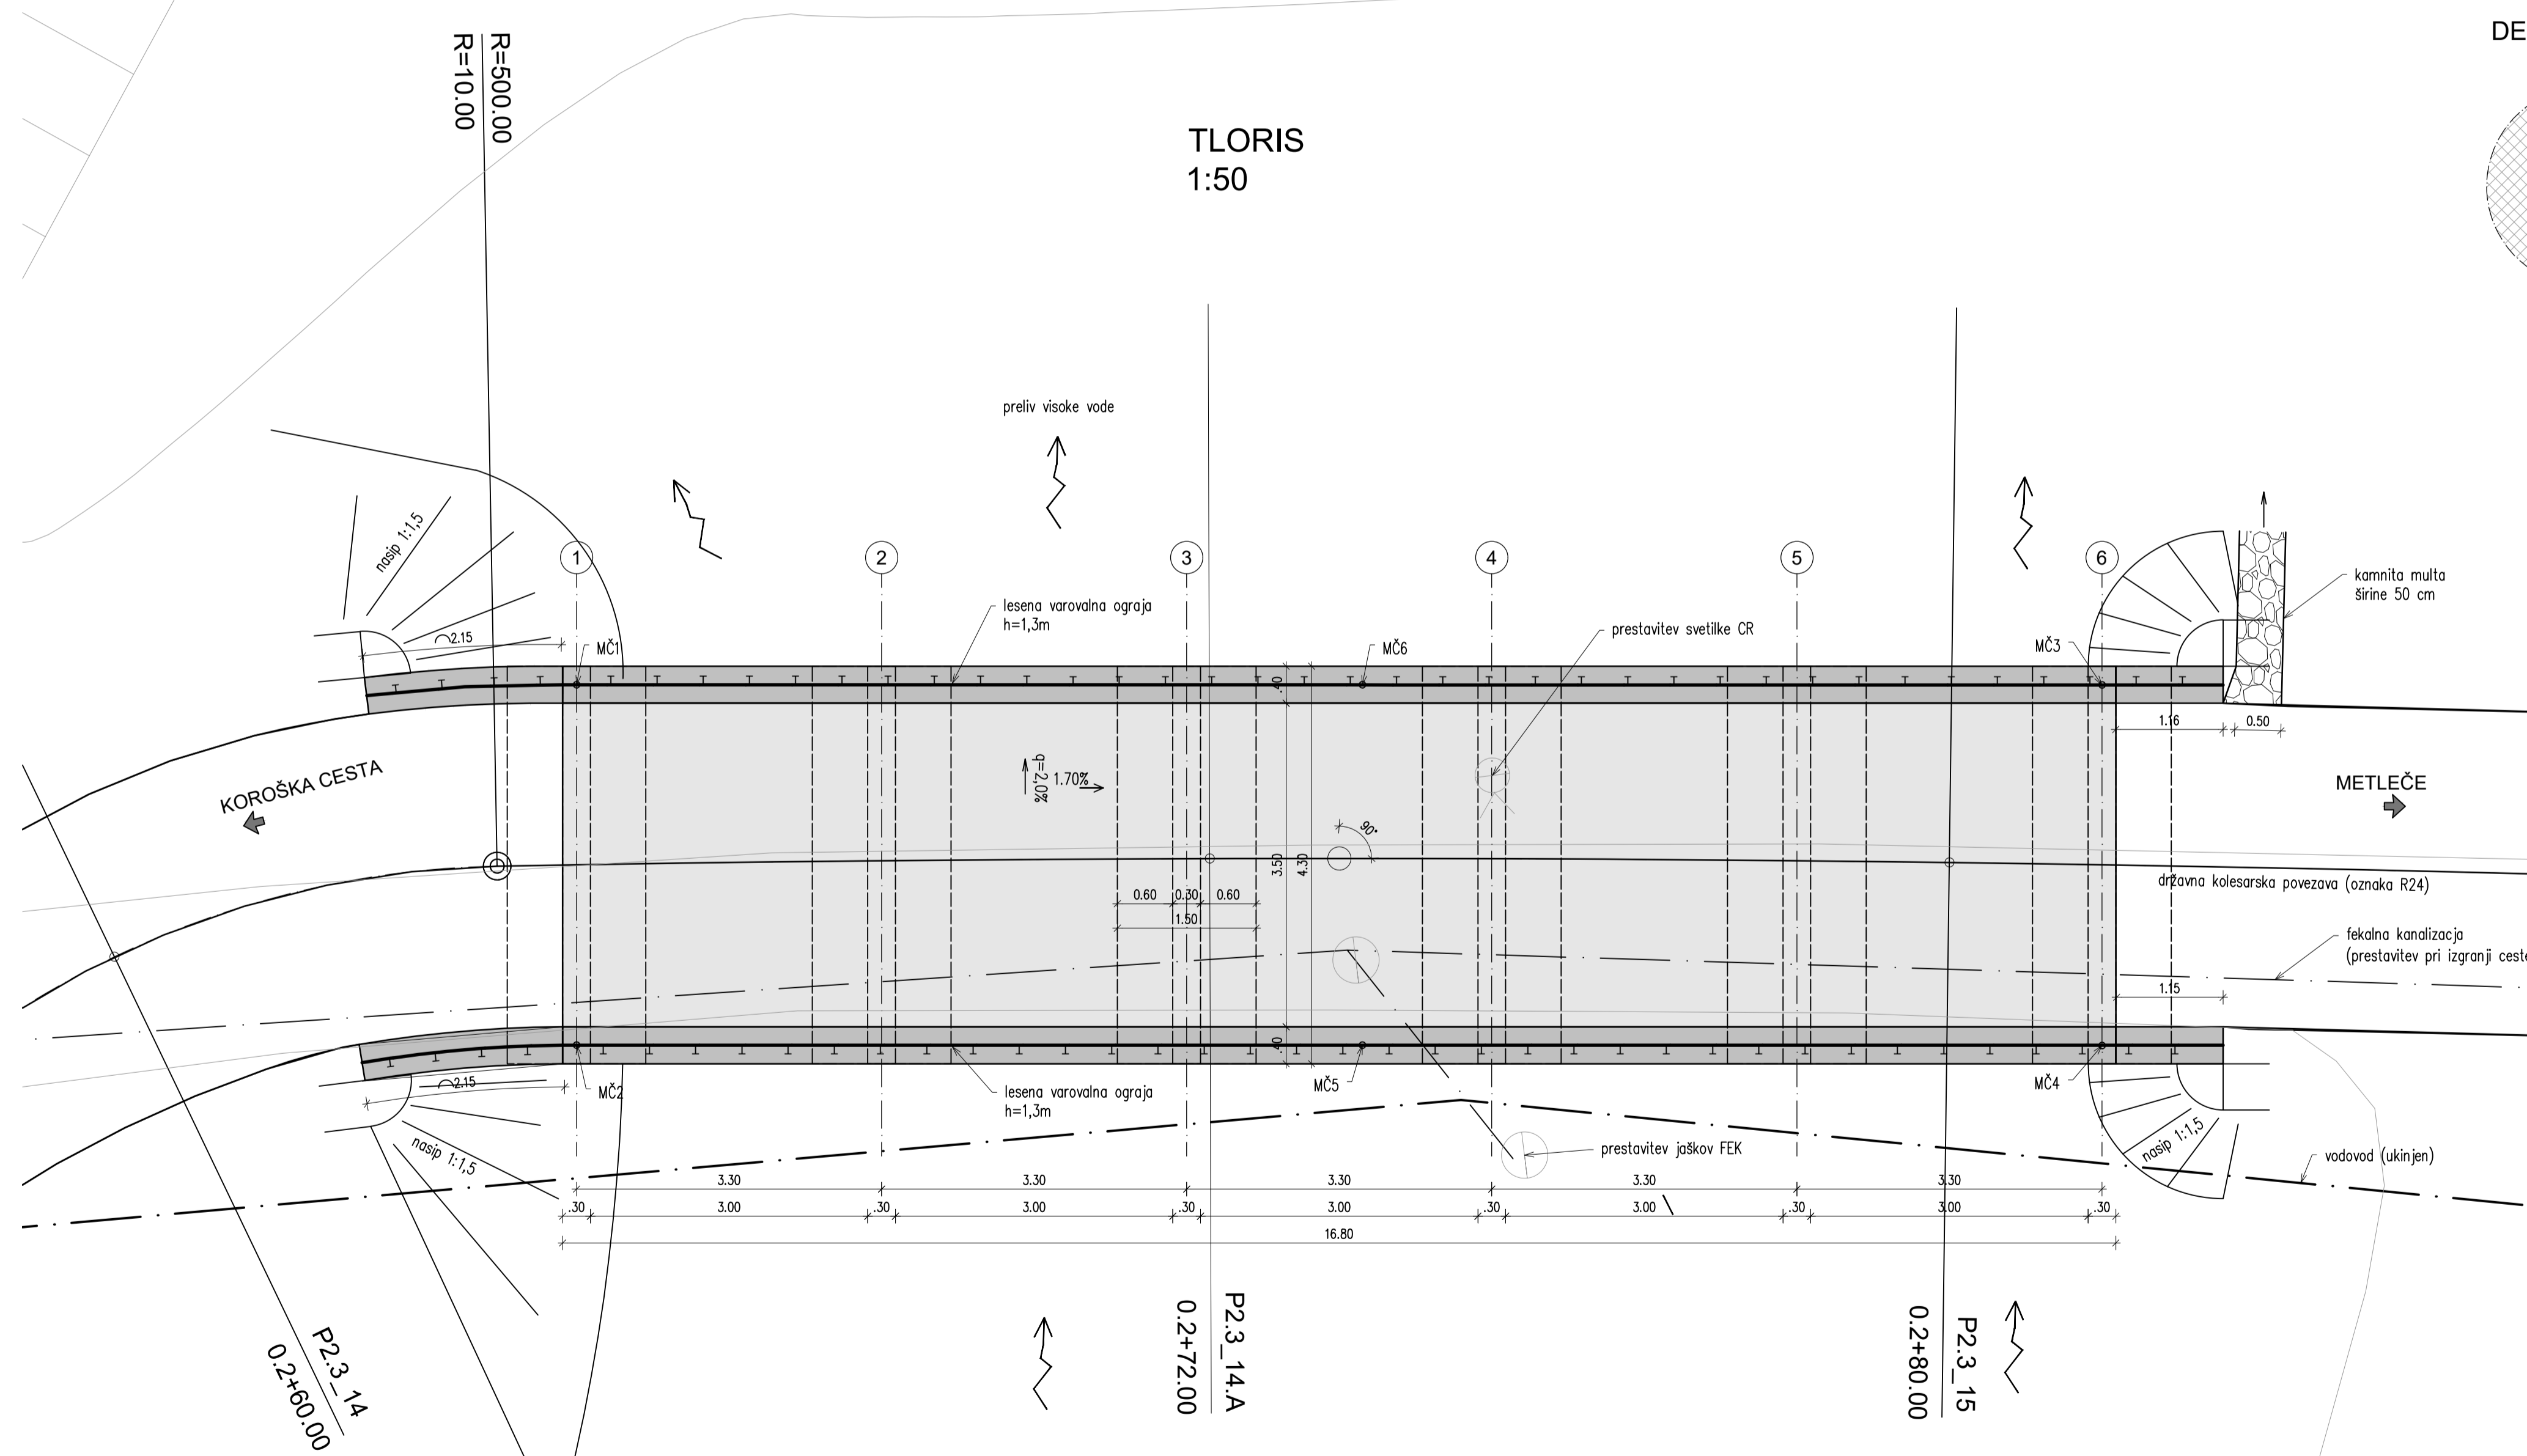 R=500.00
R=10.00
DE
TLORIS
1:50
preliv visoke vode
nasip 1:1,5
1
2
3
4
5
6
kamnita multa
širine 50 cm
lesena varovalna ograja
h=1,3m
prestavitev svetilke CR
2.15
MČ1
MČ6
MČ3
.40
1.16
0.50
KOROŠKA CESTA
q=2,0%
1.70%
METLEČE
90°
3.50
4.30
državna kolesarska povezava (oznaka R24)
0.60
0.30
0.60
1.50
fekalna kanalizacija
(prestavitev pri izgranji ceste
1.15
.40
2.15
MČ2
MČ5
MČ4
lesena varovalna ograja
h=1,3m
nasip 1:1,5
prestavitev jaškov FEK
nasip 1:1,5
vodovod (ukinjen)
3.30
3.30
3.30
3.30
3.30
.30
3.00
.30
3.00
.30
3.00
.30
3.00
.30
3.00
.30
16.80
P2.3_14
0.2+60.00
P2.3_14.A
0.2+72.00
P2.3_15
0.2+80.00